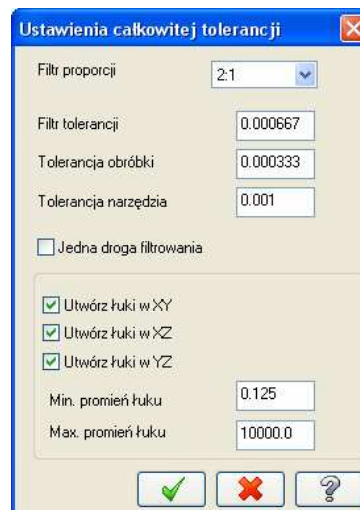 Ustawienia całkowitej tolerancji
Filtr proporcji 2:1
Filtr tolerancji 0.000667
Tolerancja obróbki 0.000333
Tolerancja narzędzia 0.001
Jedna droga filtrowania
Utwórz łuki w XY
Utwórz łuki w XZ
Utwórz łuki w YZ
Min. promień łuku 0.125
Max. promień łuku 10000.0